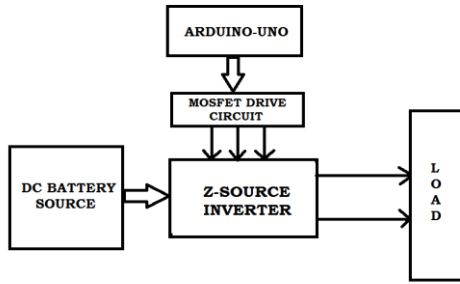 ARDUINO-UNO
MOSFET DRIVE
CIRCUIT
DC BATTERY
SOURCE
Z-SOURCE
INVERTER
L
O
A
D